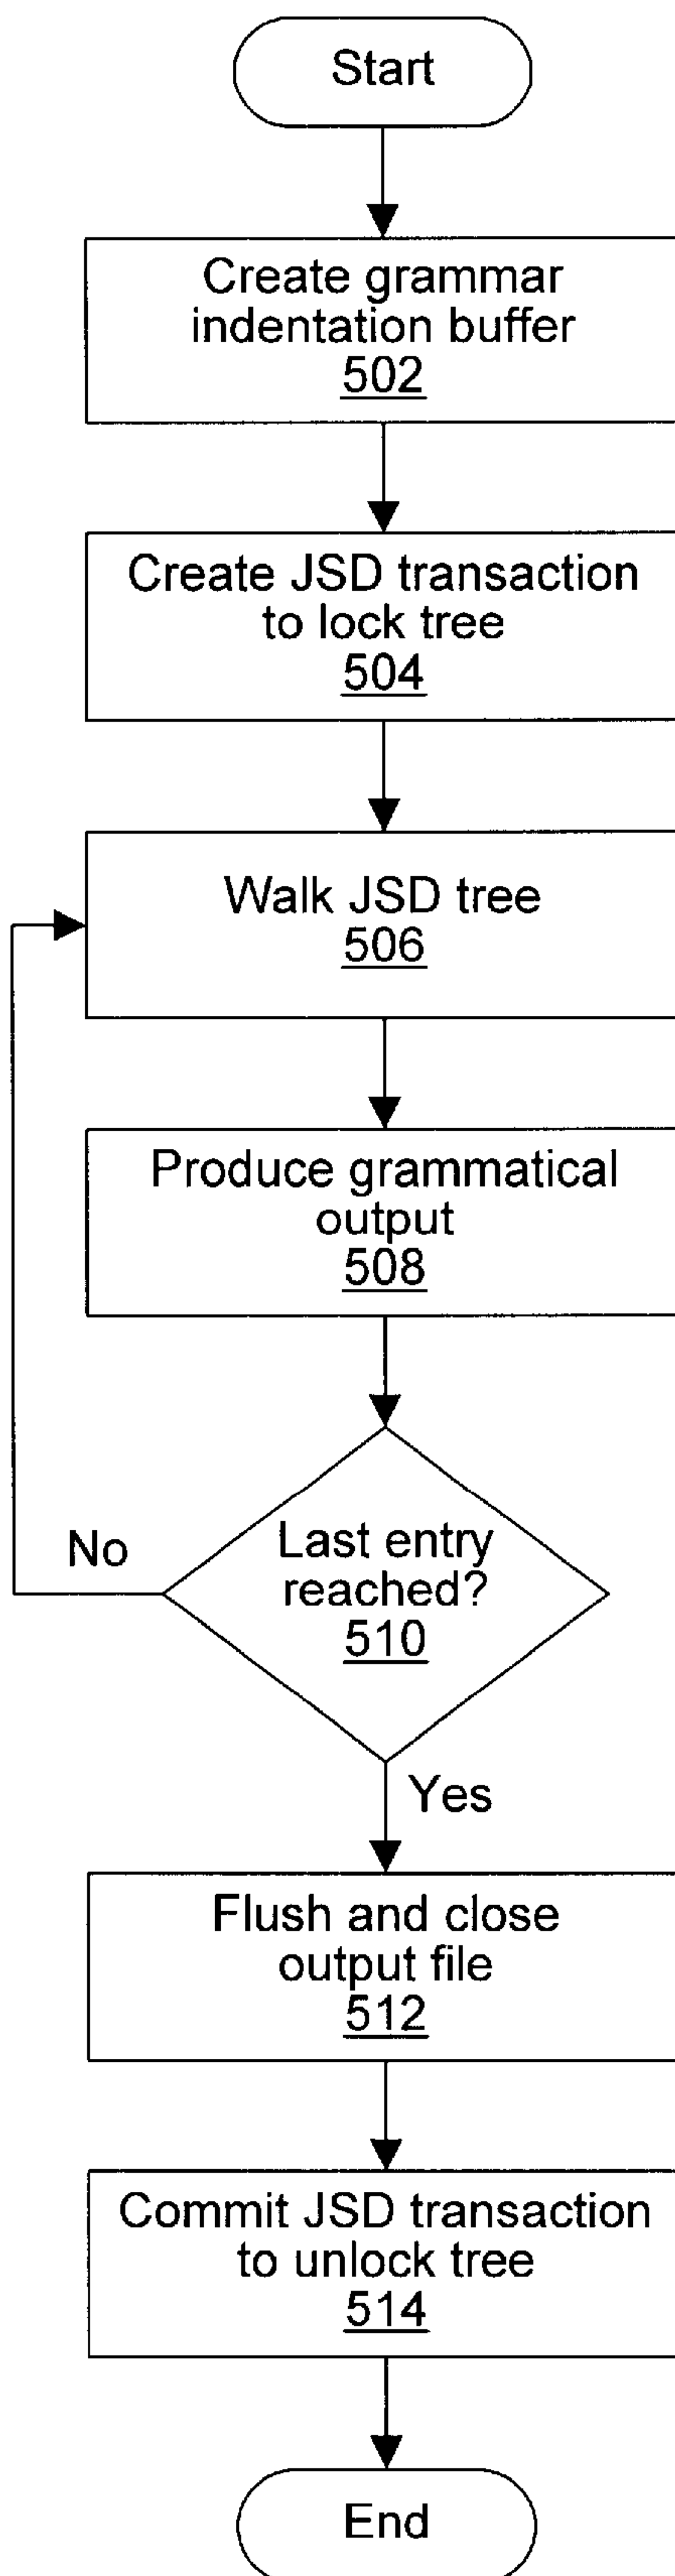 Start
Create grammar
indentation buffer
502
Create JSD transaction
to lock tree
504
Walk JSD tree
506
Produce grammatical
output
508
No
Last entry
reached?
510
Yes
Flush and close
output file
512
Commit JSD transaction
to unlock tree
514
End